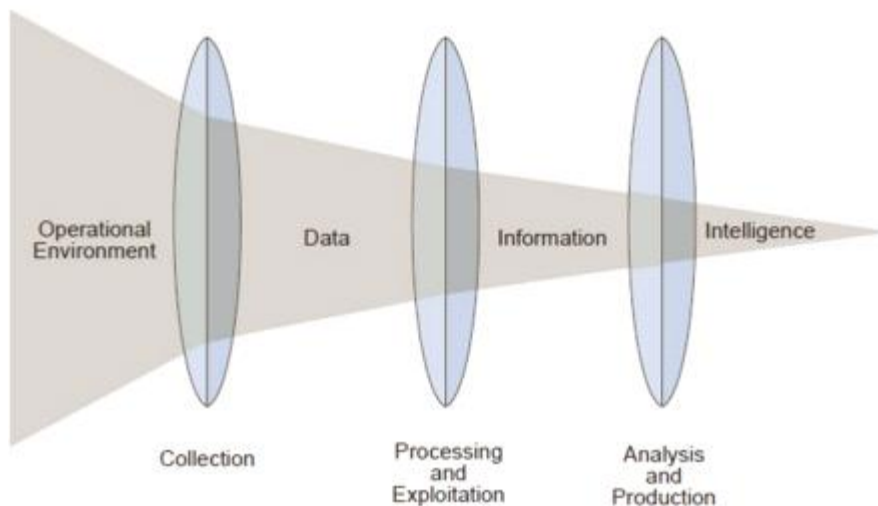 Operational
Environment
Data
Information
Intelligence
Collection
Processing
and
Exploitation
Analysis
and
Production